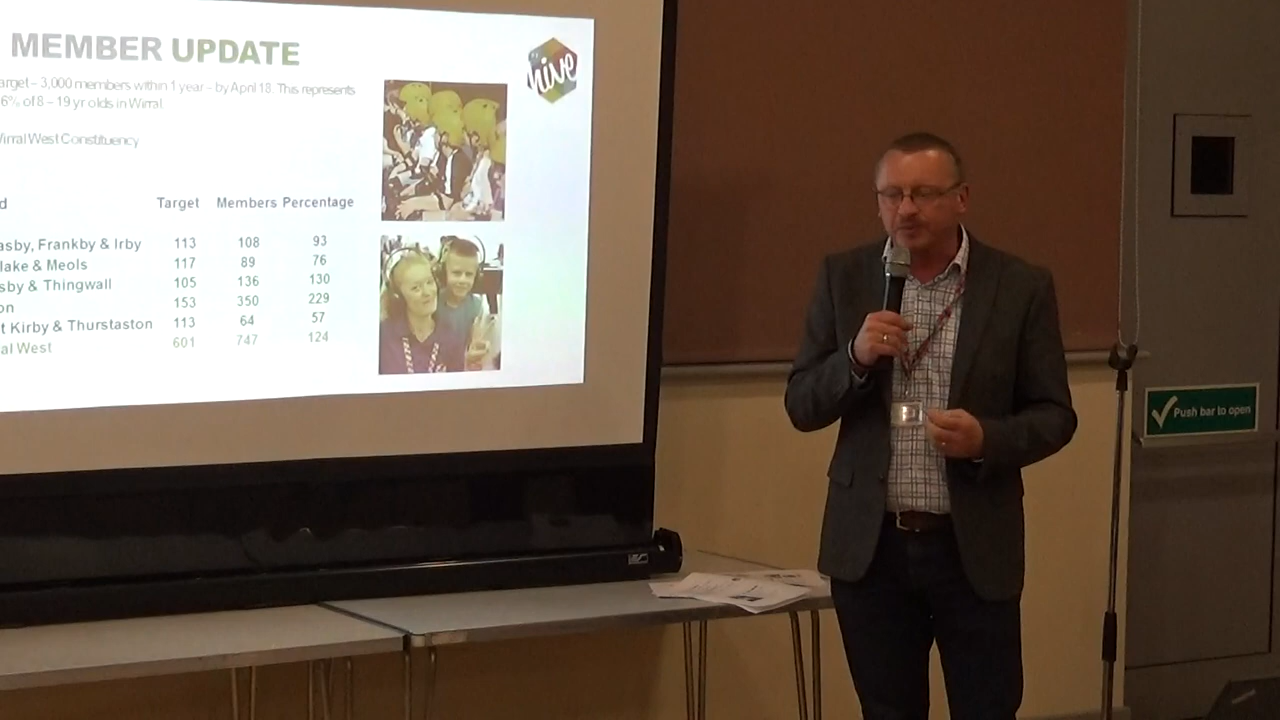 MEMBER UPDATE
hive
arget – 3,000 members within 1 year – by April 18. This represents
6% of 8 – 19 yr olds in Wirral.
Wirral West Constituency
d Target Members Percentage
asby, Frankby & Irby 113 108 93
lake & Meols 117 89 76
sby & Thingwall 105 136 130
on 153 350 229
t Kirby & Thurstaston 113 64 57
al West 601 747 124
Push bar to open